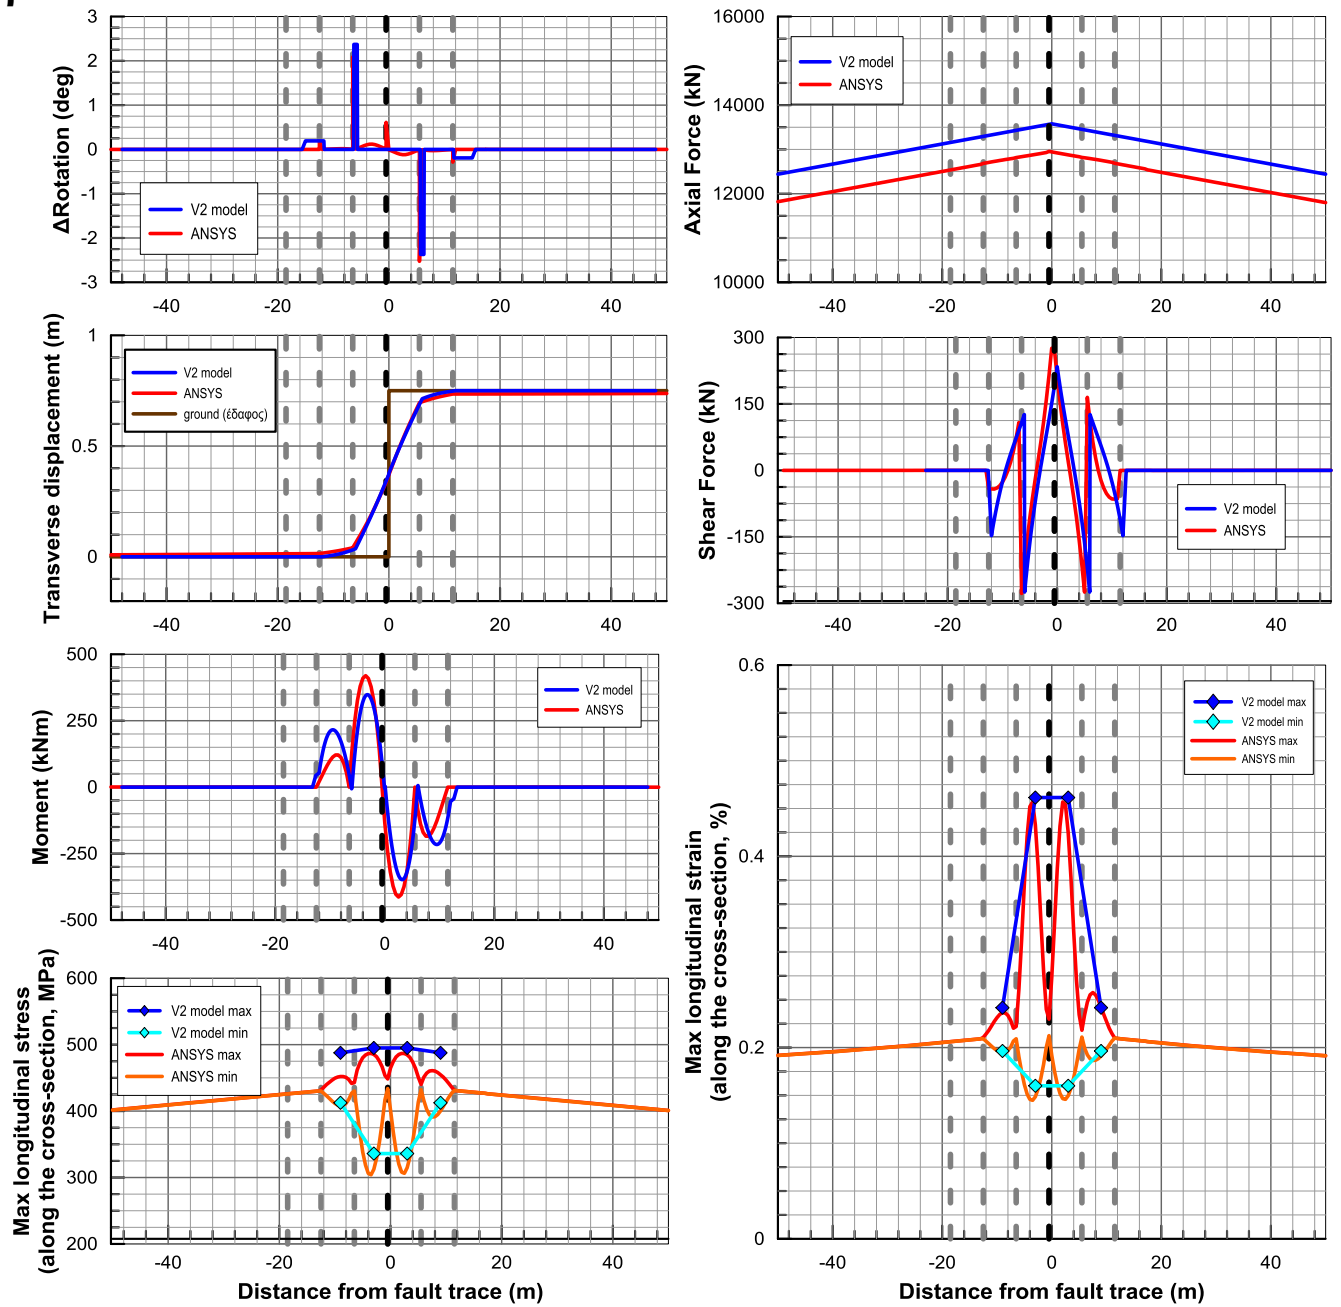 3
2
1
0
-1
-2
-3
ΔRotation (deg)
V2 model
ANSYS
-40
-20
0
20
40
16000
14000
12000
10000
Axial Force (kN)
V2 model
ANSYS
-40
-20
0
20
40
1
0.5
0
Transverse displacement (m)
V2 model
ANSYS
ground (έδαφος)
-40
-20
0
20
40
300
150
0
-150
-300
Shear Force (kN)
V2 model
ANSYS
-40
-20
0
20
40
500
250
0
-250
-500
Moment (kNm)
V2 model
ANSYS
-40
-20
0
20
40
600
500
400
300
200
Max longitudinal stress
(along the cross-section, MPa)
V2 model max
V2 model min
ANSYS max
ANSYS min
-40
-20
0
20
40
Distance from fault trace (m)
0.6
0.4
0.2
0
Max longitudinal strain
(along the cross-section, %)
V2 model max
V2 model min
ANSYS max
ANSYS min
-40
-20
0
20
40
Distance from fault trace (m)